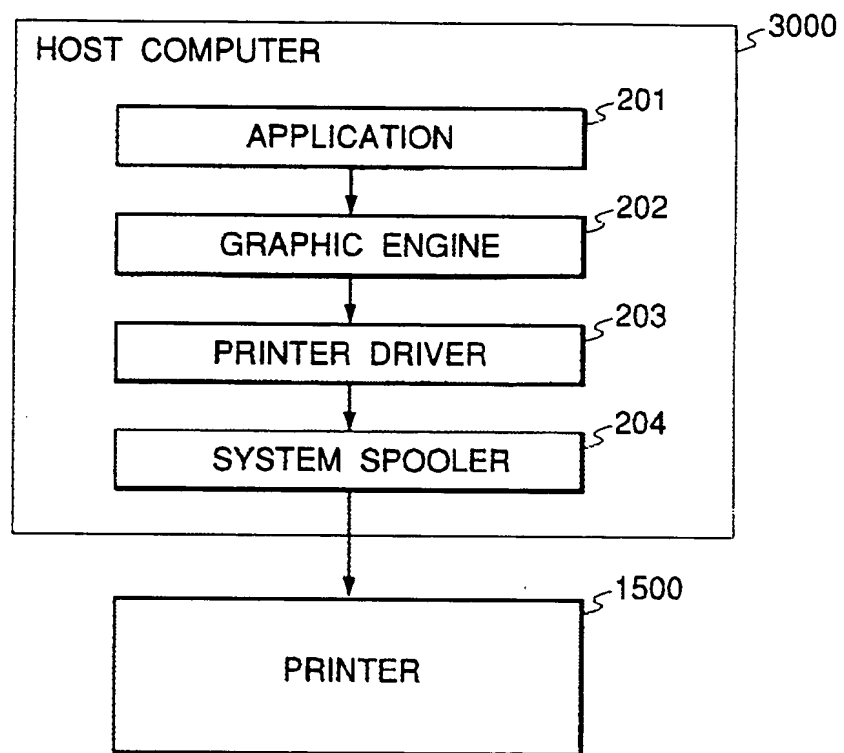 3000
HOST COMPUTER
201
APPLICATION
202
GRAPHIC ENGINE
203
PRINTER DRIVER
204
SYSTEM SPOOLER
1500
PRINTER